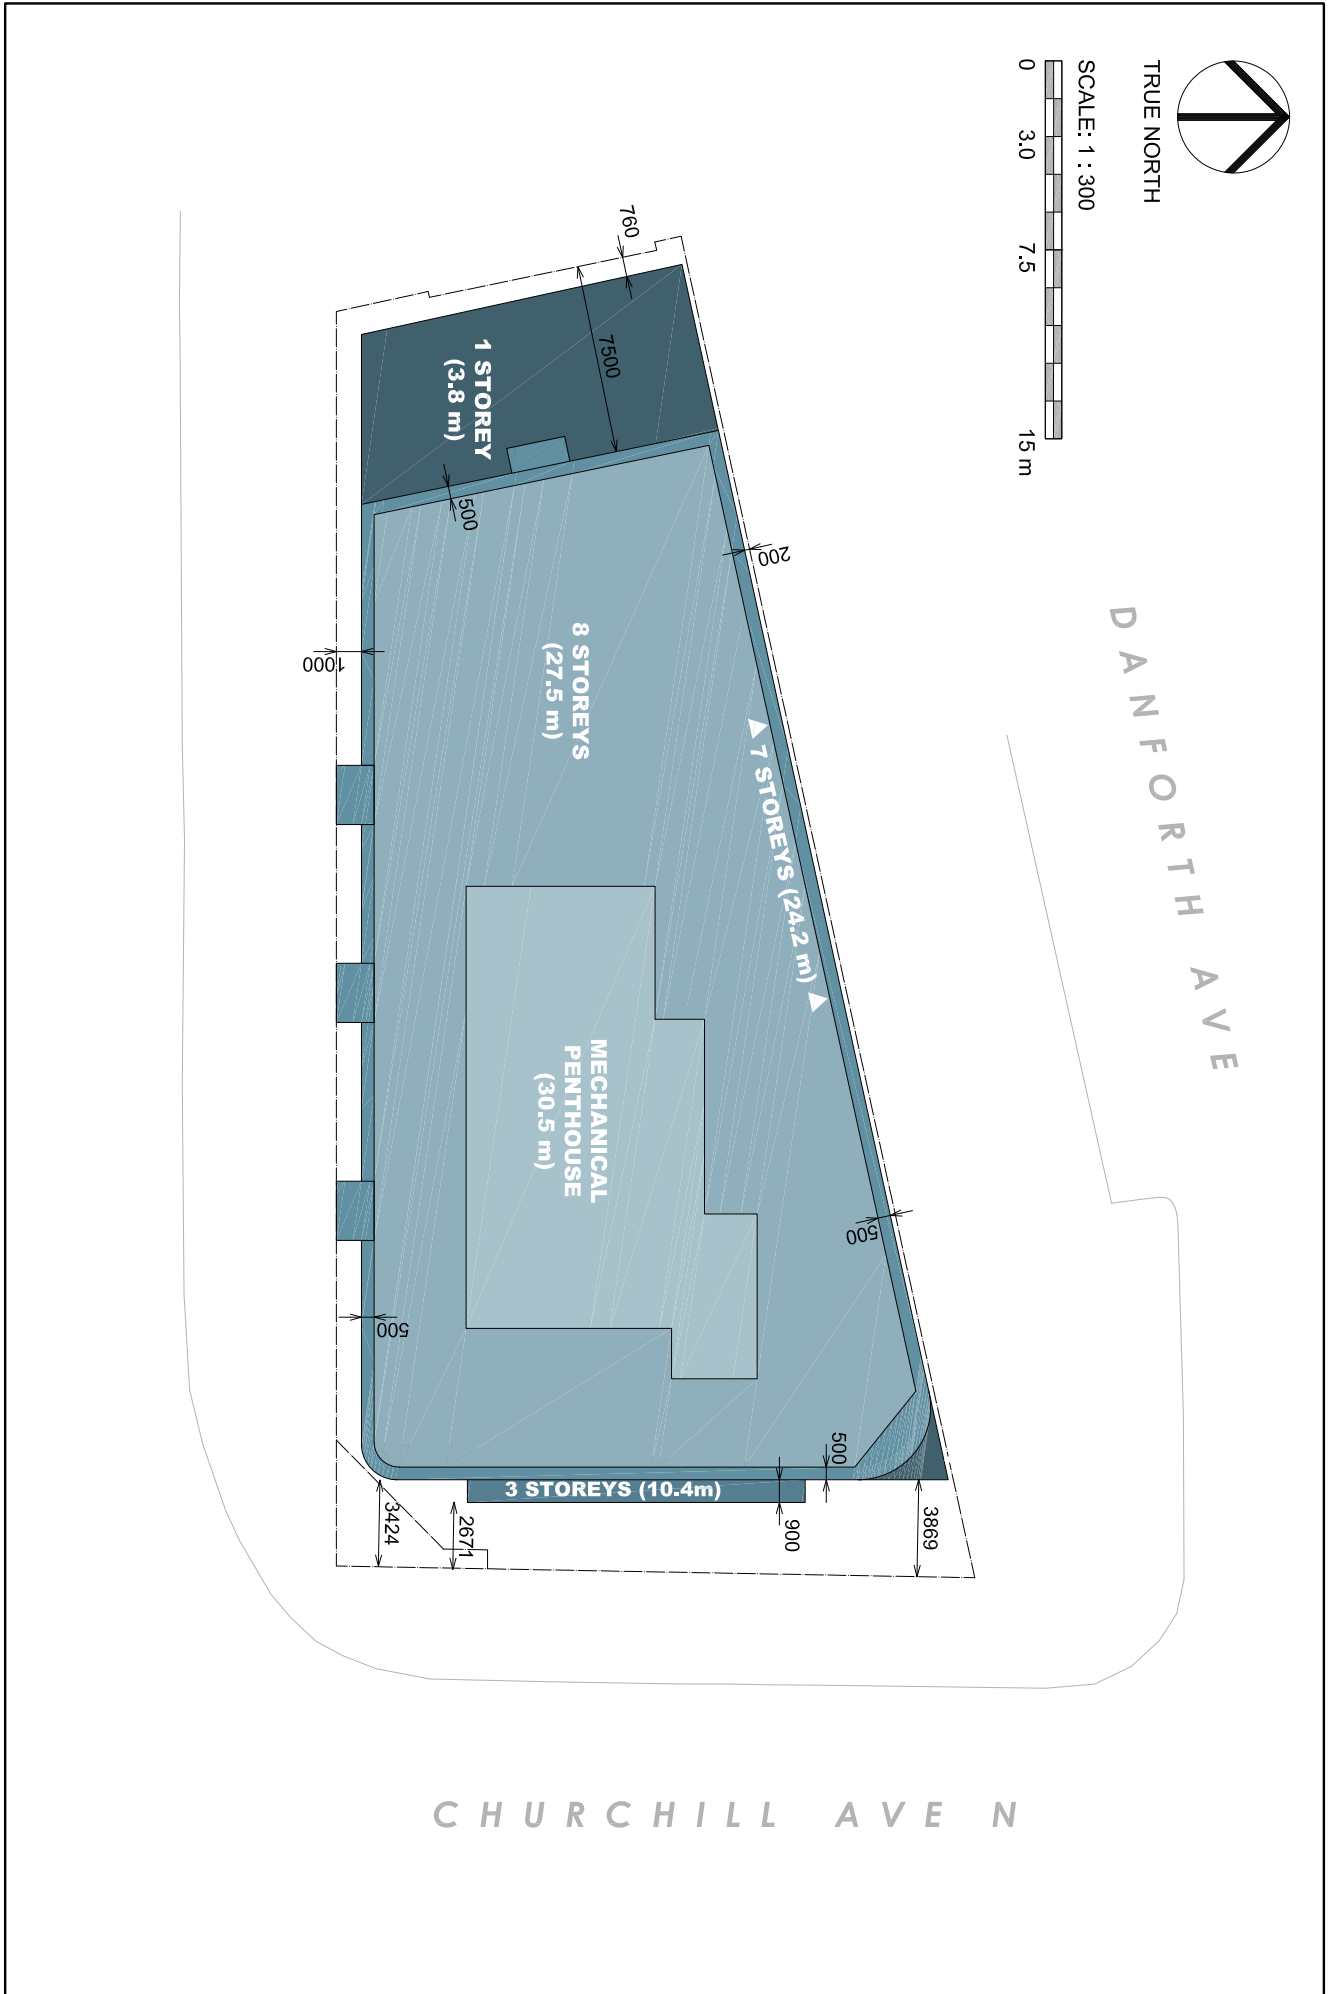 TRUE NORTH
SCALE: 1 : 300
0 3.0 7.5 15 m
DANFORTH AVE
760
7500
1 STOREY
(3.8 m)
500
200
1000
8 STOREYS
(27.5 m)
7 STOREYS (24.2 m)
MECHANICAL
PENTHOUSE
(30.5 m)
500
500
500
3 STOREYS (10.4m)
900
3869
3424
2671
CHURCHILL AVE N